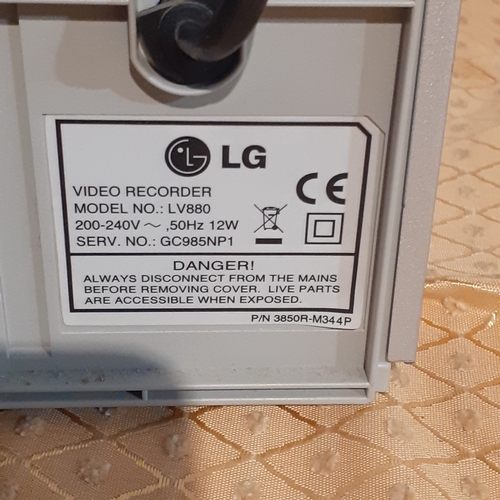 LG
VIDEO RECORDER
MODEL NO.: LV880
200-240V ~ ,50Hz 12W
SERV. NO.: GC985NP1
CE
DANGER!
ALWAYS DISCONNECT FROM THE MAINS
BEFORE REMOVING COVER. LIVE PARTS
ARE ACCESSIBLE WHEN EXPOSED.
P/N 3850R-M344P